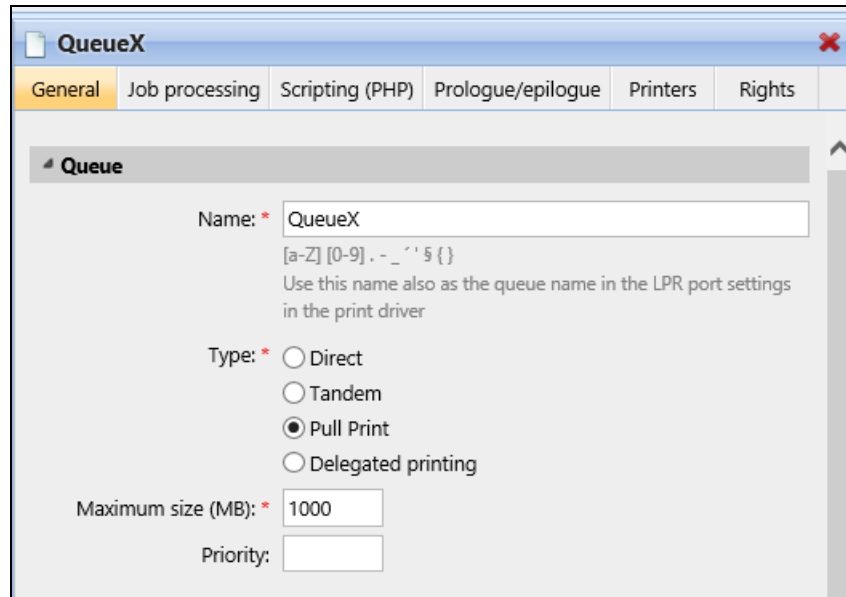 QueueX
General Job processing Scripting (PHP) Prologue/epilogue Printers Rights
Queue
Name: * QueueX
[a-Z] [0-9] . - _ ´ ' § { }
Use this name also as the queue name in the LPR port settings
in the print driver
Type: * Direct
Tandem
Pull Print
Delegated printing
Maximum size (MB): * 1000
Priority: